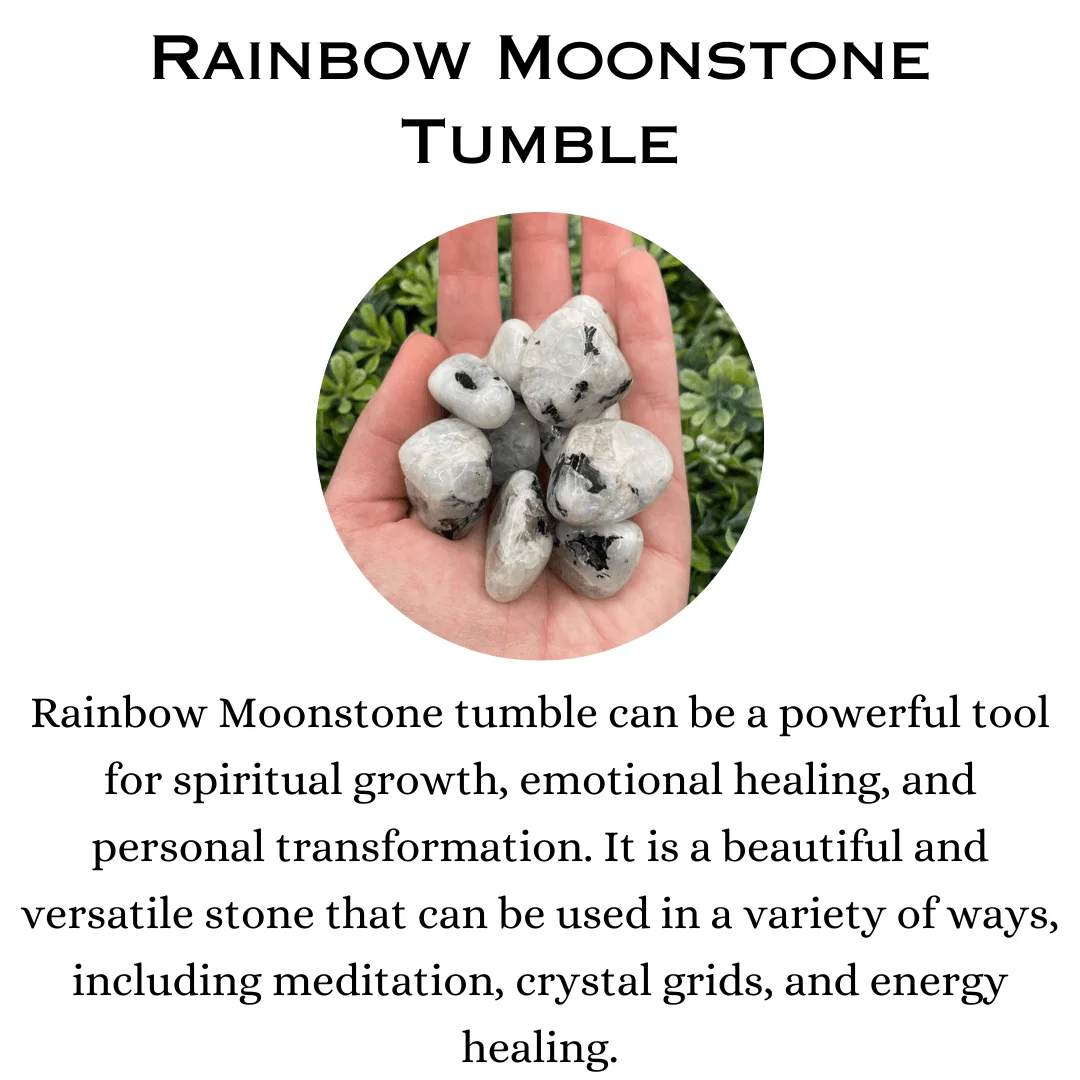 Rainbow Moonstone
Tumble
Rainbow Moonstone tumble can be a powerful tool
for spiritual growth, emotional healing, and
personal transformation. It is a beautiful and
versatile stone that can be used in a variety of ways,
including meditation, crystal grids, and energy
healing.